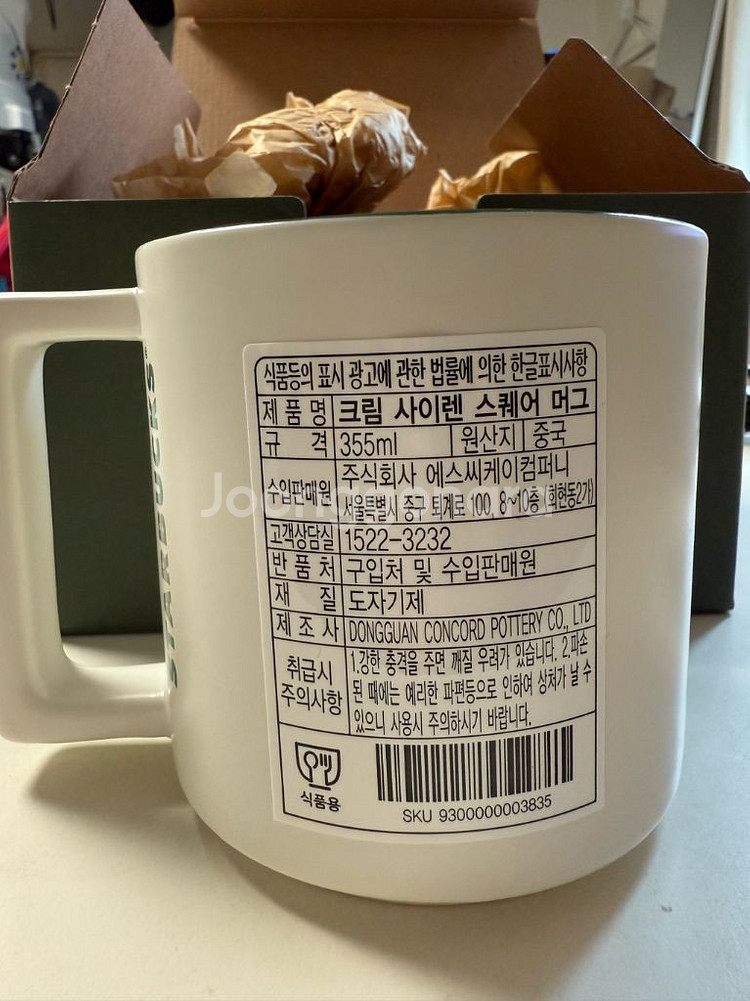 식품등의 표시 광고에 관한 법률에 의한 한글표시사항
제품명 크림 사이렌 스퀘어 머그
규격 355ml 원산지 중국
수입판매원 주식회사 에스씨케이컴퍼니
서울특별시 중구 퇴계로 100, 8~10층 (회현동2가)
고객상담실 1522-3232
반품처 구입처 및 수입판매원
재질 도자기제
제조사 DONGGUAN CONCORD POTTERY CO., LTD
취급시 주의사항 1.강한 충격을 주면 깨질 우려가 있습니다. 2.파손
된 때에는 예리한 파편등으로 인하여 상처가 날 수
있으니 사용시 주의하시기 바랍니다.
식품용
SKU 9300000003835
STARBUCKS
Joonggonara